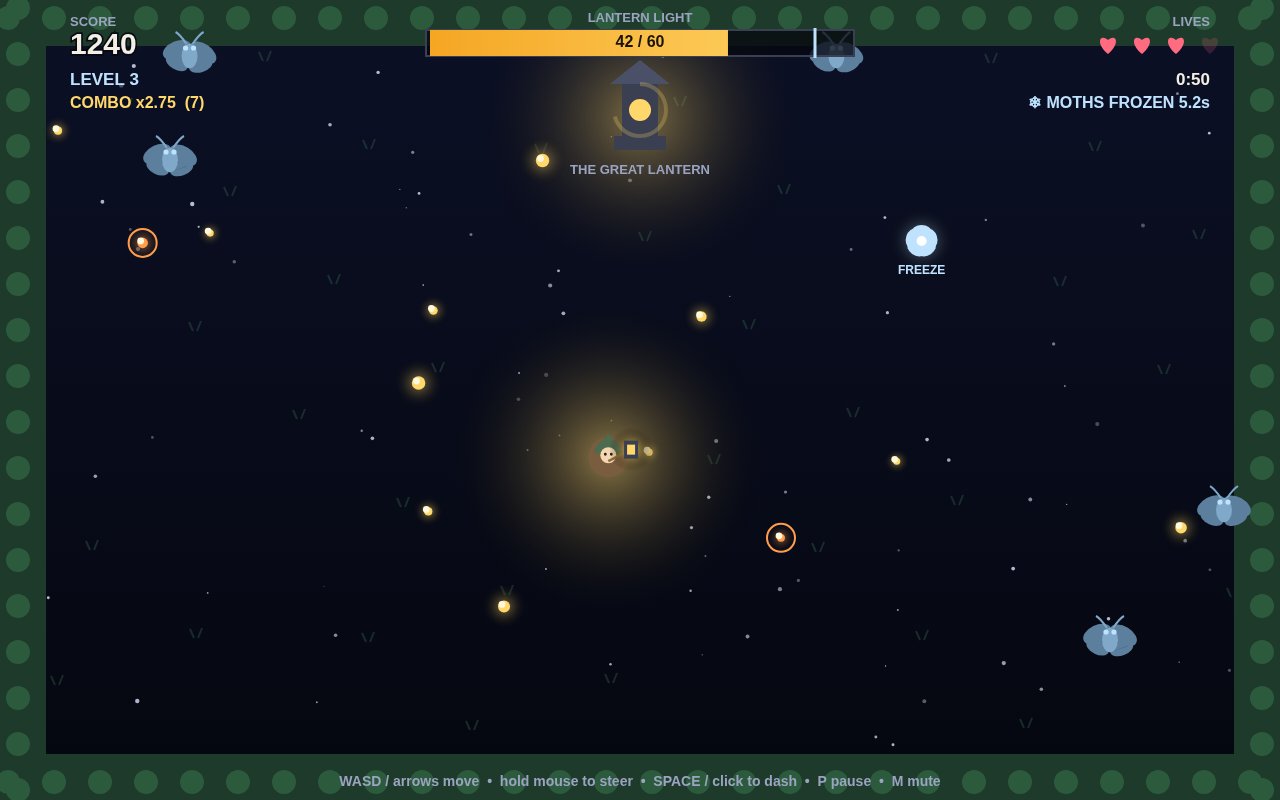 SCORE
1240
LEVEL 3
COMBO x2.75 (7)
LANTERN LIGHT
42 / 60
LIVES
0:50
❄ MOTHS FROZEN 5.2s
THE GREAT LANTERN
FREEZE
WASD / arrows move • hold mouse to steer • SPACE / click to dash • P pause • M mute